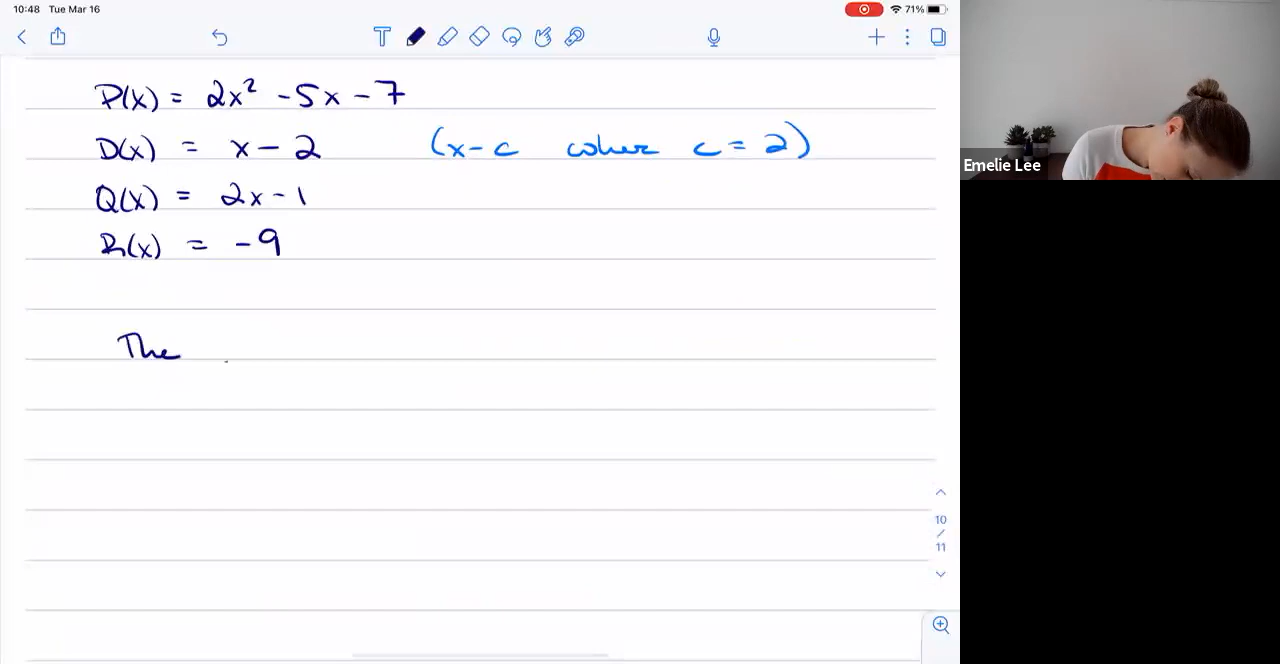 10:48 Tue Mar 16
71%
P(x) = 2x² - 5x - 7
D(x) = x - 2 (x - c when c = 2)
Q(x) = 2x - 1
R(x) = -9
The
Emelie Lee
10
/
11